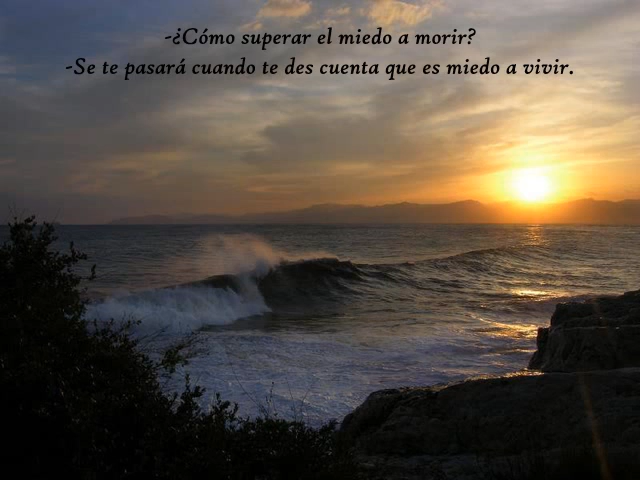 -¿Cómo superar el miedo a morir?
-Se te pasará cuando te des cuenta que es miedo a vivir.